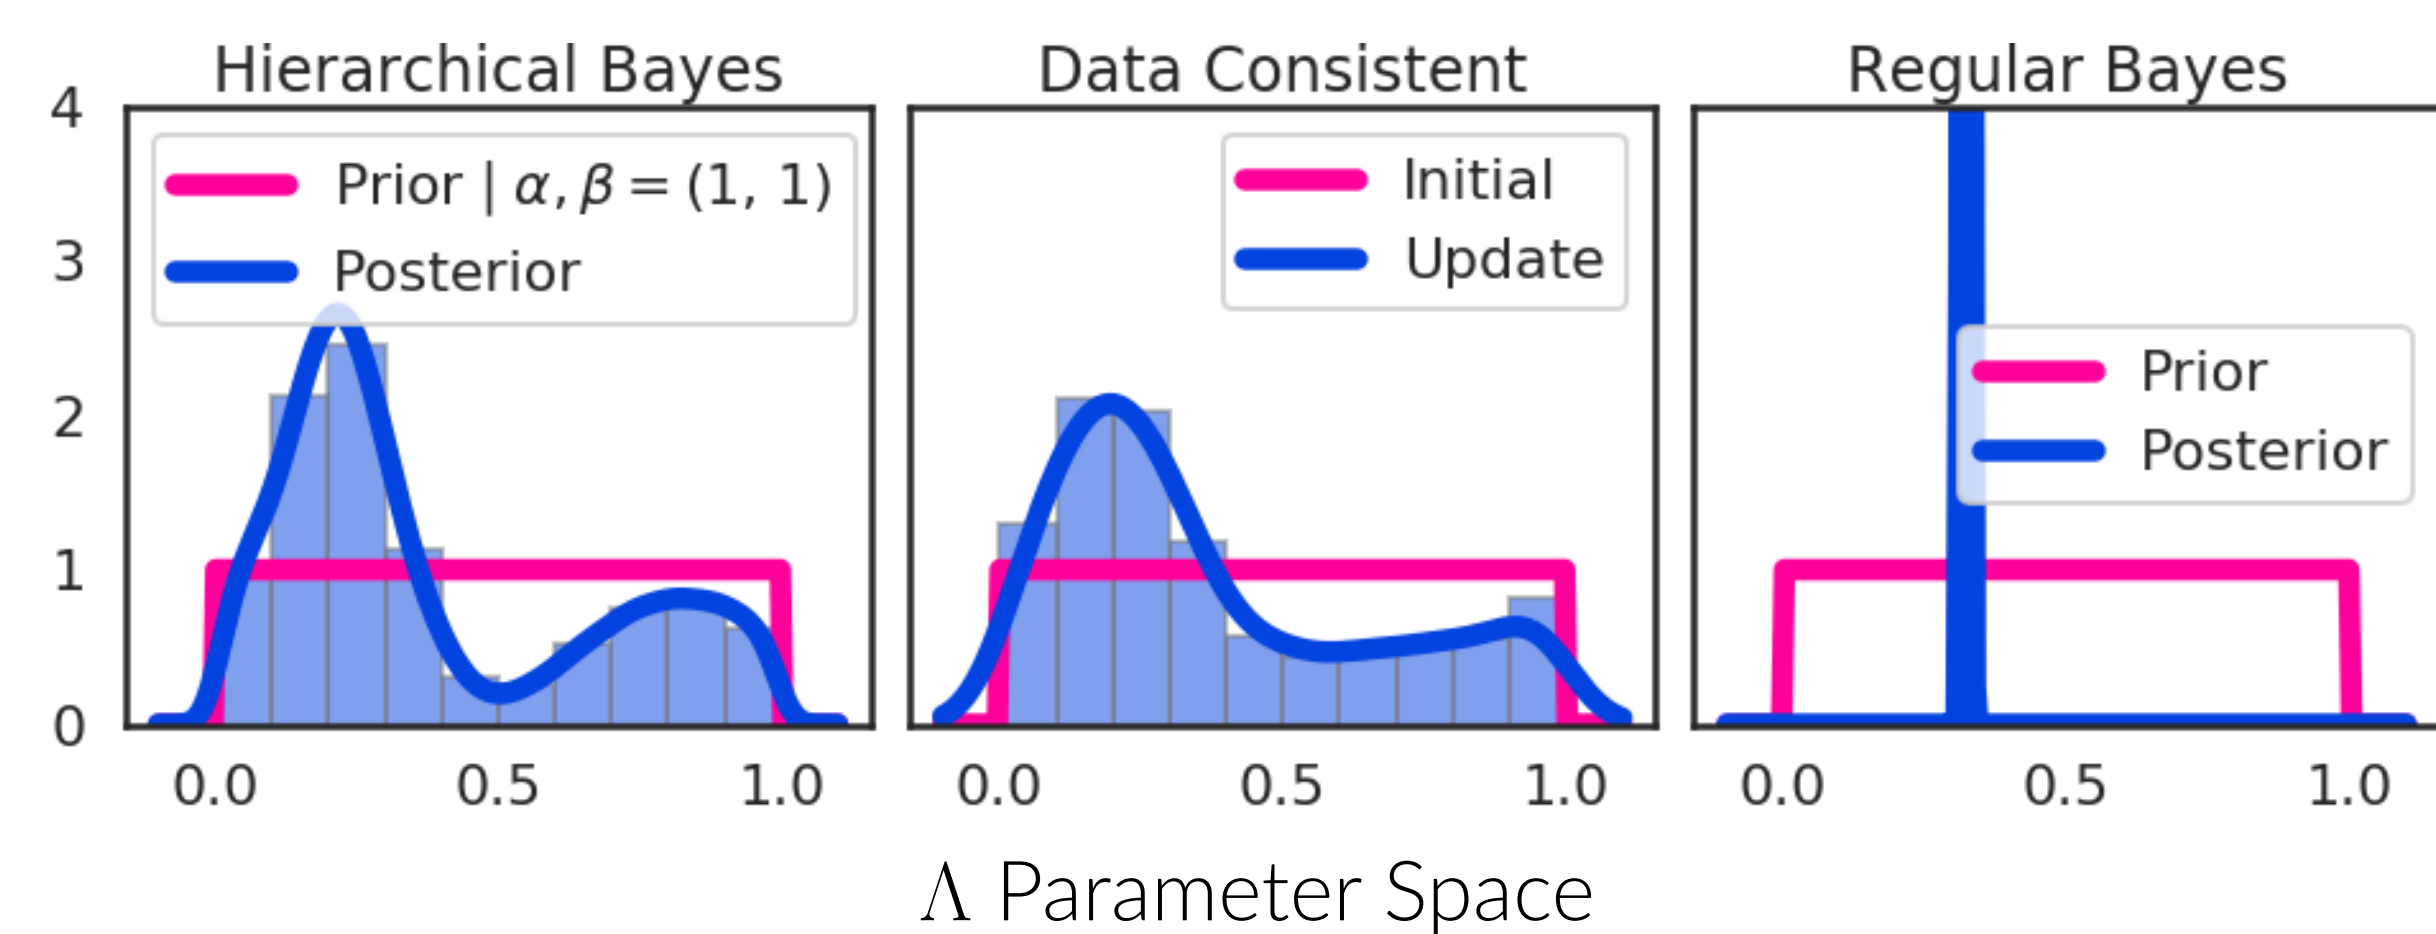 Hierarchical Bayes
Data Consistent
Regular Bayes
4
3
2
1
0
Prior | α, β = (1, 1)
Posterior
Initial
Update
Prior
Posterior
0.0 0.5 1.0
0.0 0.5 1.0
0.0 0.5 1.0
Λ Parameter Space